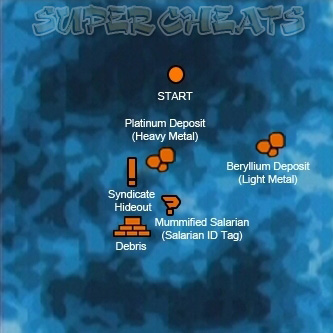 SUPER CHEATS
START
Platinum Deposit
(Heavy Metal)
Beryllium Deposit
(Light Metal)
Syndicate
Hideout
Mummified Salarian
(Salarian ID Tag)
Debris